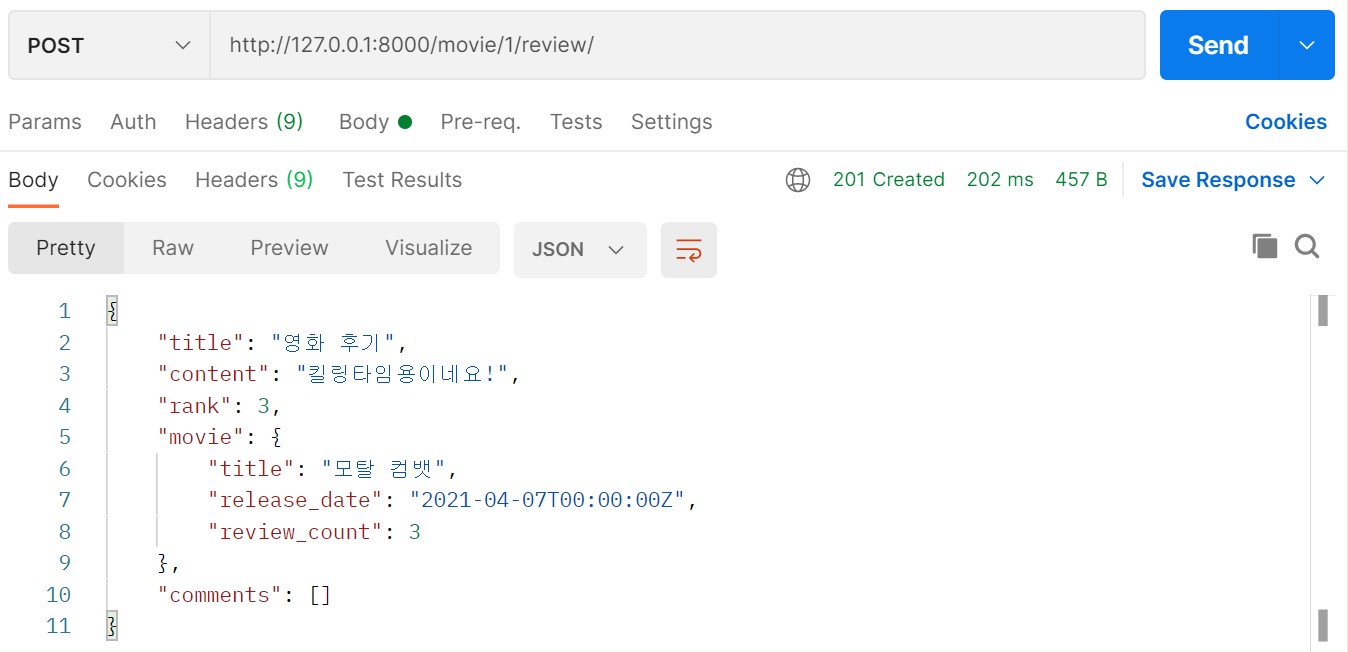 POST http://127.0.0.1:8000/movie/1/review/ Send
Params Auth Headers (9) Body Pre-req. Tests Settings Cookies
Body Cookies Headers (9) Test Results 201 Created 202 ms 457 B Save Response
Pretty Raw Preview Visualize JSON
1 {
2 "title": "영화 후기",
3 "content": "킬링타임용이네요!",
4 "rank": 3,
5 "movie": {
6 "title": "모탈 컴뱃",
7 "release_date": "2021-04-07T00:00:00Z",
8 "review_count": 3
9 },
10 "comments": []
11 }